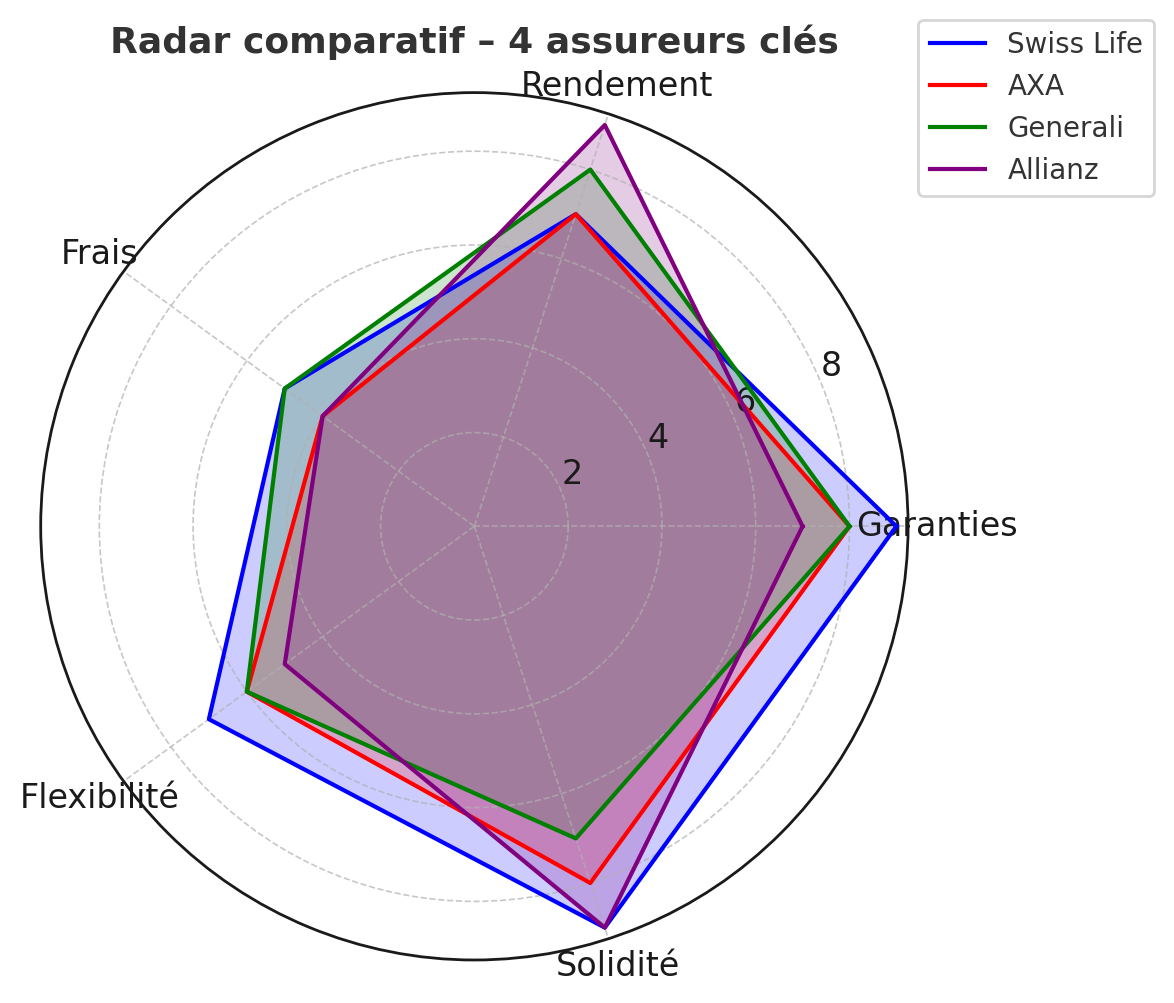 Radar comparatif – 4 assureurs clés
Swiss Life
AXA
Generali
Allianz
Rendement
Frais
8
6
4
2
Garanties
Flexibilité
Solidité